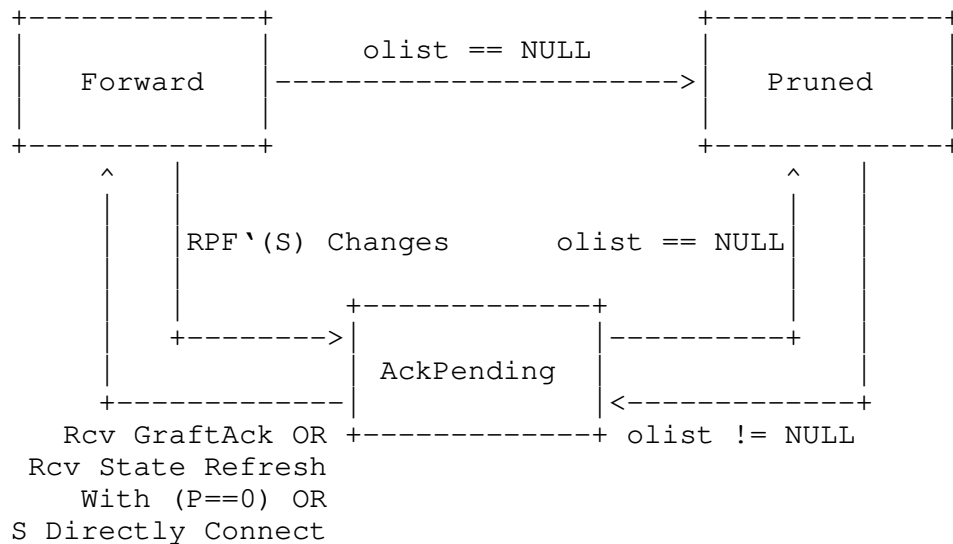 olist == NULL
Forward
Pruned
RPF`(S) Changes
olist == NULL
AckPending
Rcv GraftAck OR
olist != NULL
Rcv State Refresh
With (P==0) OR
S Directly Connect